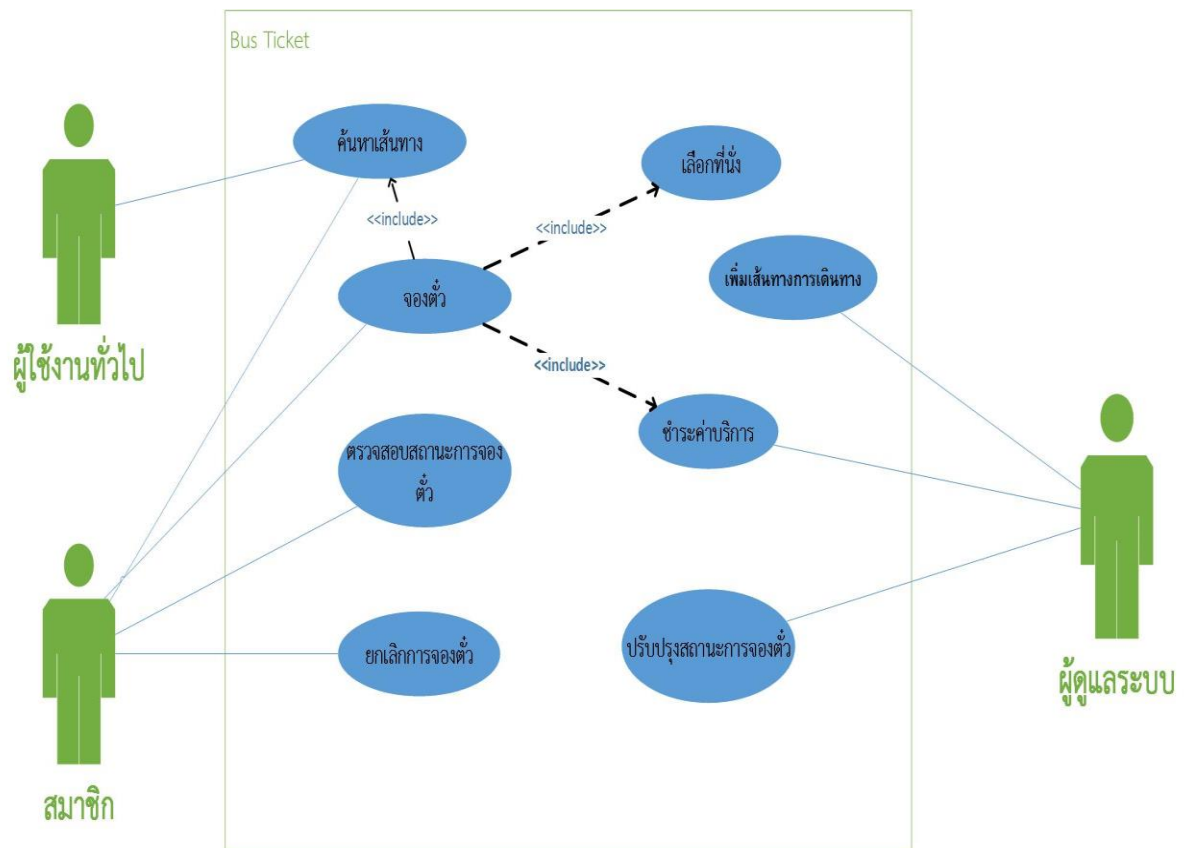 Bus Ticket
ค้นหาเส้นทาง
เลือกที่นั่ง
<<include>>
<<include>>
เพิ่มเส้นทางการเดินทาง
จองตั๋ว
ผู้ใช้งานทั่วไป
<<include>>
ชำระค่าบริการ
ตรวจสอบสถานะการจอง
ตั๋ว
ยกเลิกการจองตั๋ว
ปรับปรุงสถานะการจองตั๋ว
ผู้ดูแลระบบ
สมาชิก